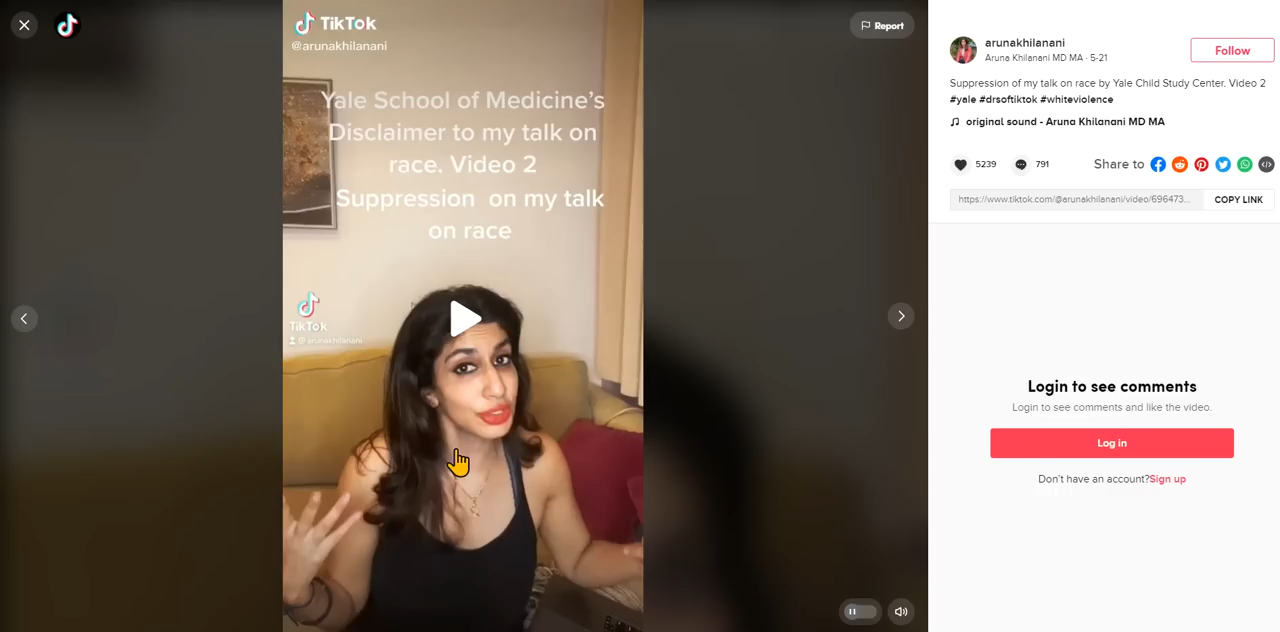 TikTok
@arunakhilanani
Report
Yale School of Medicine's
Disclaimer to my talk on
race. Video 2
Suppression on my talk
on race
TikTok
@arunakhilanani
arunakhilanani
Aruna Khilanani MD MA · 5-21
Follow
Suppression of my talk on race by Yale Child Study Center. Video 2
#yale #drsoftiktok #whiteviolence
original sound - Aruna Khilanani MD MA
5239
791
Share to
https://www.tiktok.com/@arunakhilanani/video/696473...
COPY LINK
Login to see comments
Login to see comments and like the video.
Log in
Don't have an account?Sign up